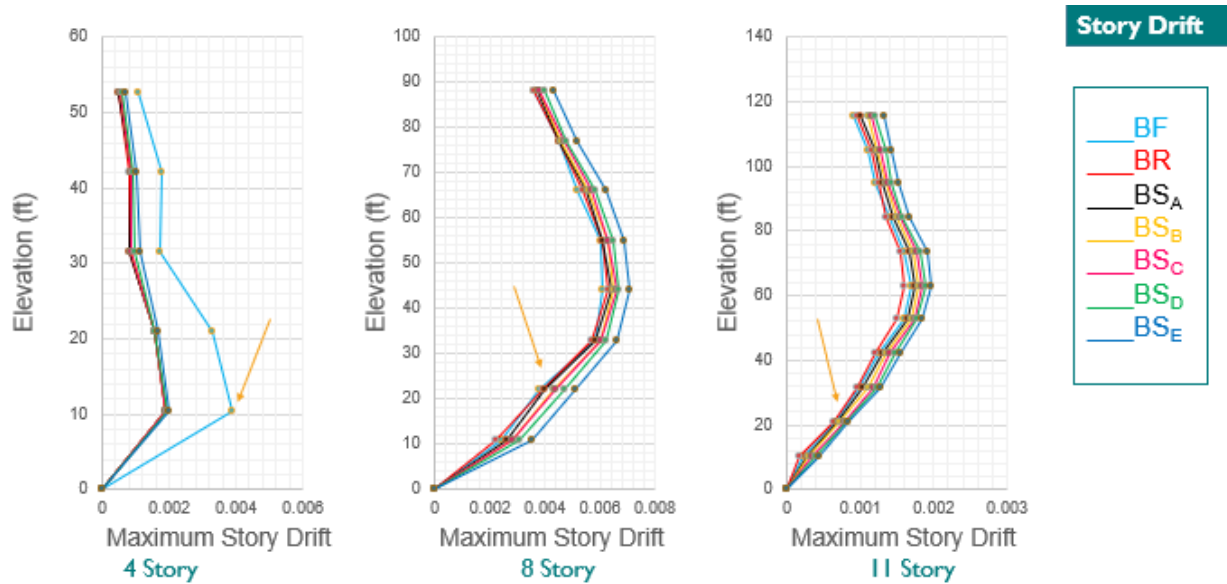 Story Drift
60
50
40
30
20
10
0
0
0.002
0.004
0.006
Elevation (ft)
Maximum Story Drift
4 Story
100
90
80
70
60
50
40
30
20
10
0
0
0.002
0.004
0.006
0.008
Elevation (ft)
Maximum Story Drift
8 Story
140
120
100
80
60
40
20
0
0
0.001
0.002
0.003
Elevation (ft)
Maximum Story Drift
11 Story
BF
BR
BSA
BSB
BSC
BSD
BSE